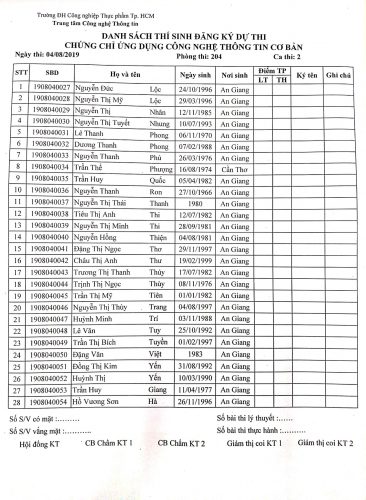 Trường ĐH Công nghiệp Thực phẩm Tp. HCM
Trung tâm Công nghệ Thông tin
DANH SÁCH THÍ SINH ĐĂNG KÝ DỰ THI
CHỨNG CHỈ ỨNG DỤNG CÔNG NGHỆ THÔNG TIN CƠ BẢN
Ngày thi: 04/08/2019 Phòng thi: 204 Ca thi: 2
STT SBD Họ và tên Ngày sinh Nơi sinh Điểm TP Ký tên Ghi chú
LT TH
1 1908040027 Nguyễn Đức Lộc 24/10/1996 An Giang
2 1908040028 Nguyễn Thị Mỹ Lộc 29/03/1996 An Giang
3 1908040029 Nguyễn Thị Nhẫn 12/11/1985 An Giang
4 1908040030 Nguyễn Thị Tuyết Nhung 10/07/1993 An Giang
5 1908040031 Lê Thanh Phong 06/11/1970 An Giang
6 1908040032 Dương Thanh Phong 07/02/1988 An Giang
7 1908040033 Nguyễn Thanh Phú 26/03/1976 An Giang
8 1908040034 Trần Thế Phượng 16/08/1974 Cần Thơ
9 1908040035 Trần Huy Quốc 05/04/1982 An Giang
10 1908040036 Nguyễn Thanh Ron 27/10/1966 An Giang
11 1908040037 Nguyễn Thị Thái Thanh 1980 An Giang
12 1908040038 Tiêu Thị Anh Thi 12/07/1982 An Giang
13 1908040039 Nguyễn Thị Minh Thi 28/09/1981 An Giang
14 1908040040 Nguyễn Hồng Thiện 04/08/1981 An Giang
15 1908040041 Đặng Thị Ngọc Thơ 29/11/1997 An Giang
16 1908040042 Châu Thị Anh Thơ 19/02/1999 An Giang
17 1908040043 Trương Thị Thanh Thúy 17/07/1982 An Giang
18 1908040044 Trịnh Thị Ngọc Thúy 08/11/1976 An Giang
19 1908040045 Trần Thị Mỹ Tiên 01/01/1982 An Giang
20 1908040046 Nguyễn Thị Thùy Trang 04/08/1997 An Giang
21 1908040047 Huỳnh Minh Trí 03/11/1988 An Giang
22 1908040048 Lê Văn Tuy 25/10/1992 An Giang
23 1908040049 Trần Thị Bích Tuyền 01/02/1997 An Giang
24 1908040050 Đặng Văn Việt 1983 An Giang
25 1908040051 Đồng Thị Kim Yến 31/08/1992 An Giang
26 1908040052 Huỳnh Thị Yến 10/03/1990 An Giang
27 1908040053 Trần Huy Giang 11/04/1977 An Giang
28 1908040054 Hồ Vương Sơn Hà 26/11/1996 An Giang
Số S/V có mặt :......... Số bài thi lý thuyết :......
Số S/V vắng mặt :........... Số bài thi thực hành :..........
Hội đồng KT CB Chấm KT 1 CB Chấm KT 2 Giám thị coi KT 1 Giám thị coi KT 2